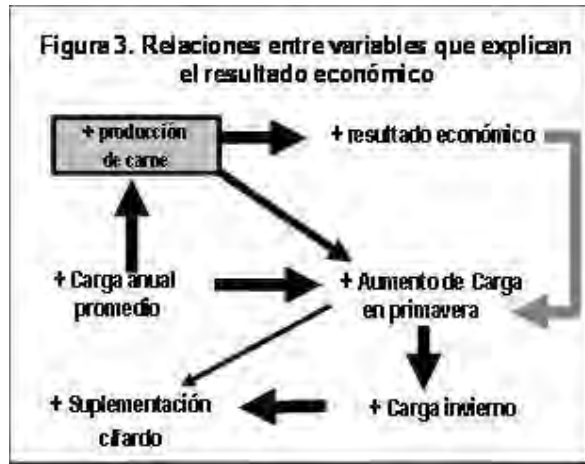 Figura 3. Relaciones entre variables que explican
el resultado económico
+ producción
de carne
+ resultado económico
+ Carga anual
promedio
+ Aumento de Carga
en primavera
+ Suplementación
c/fardo
+ Carga invierno